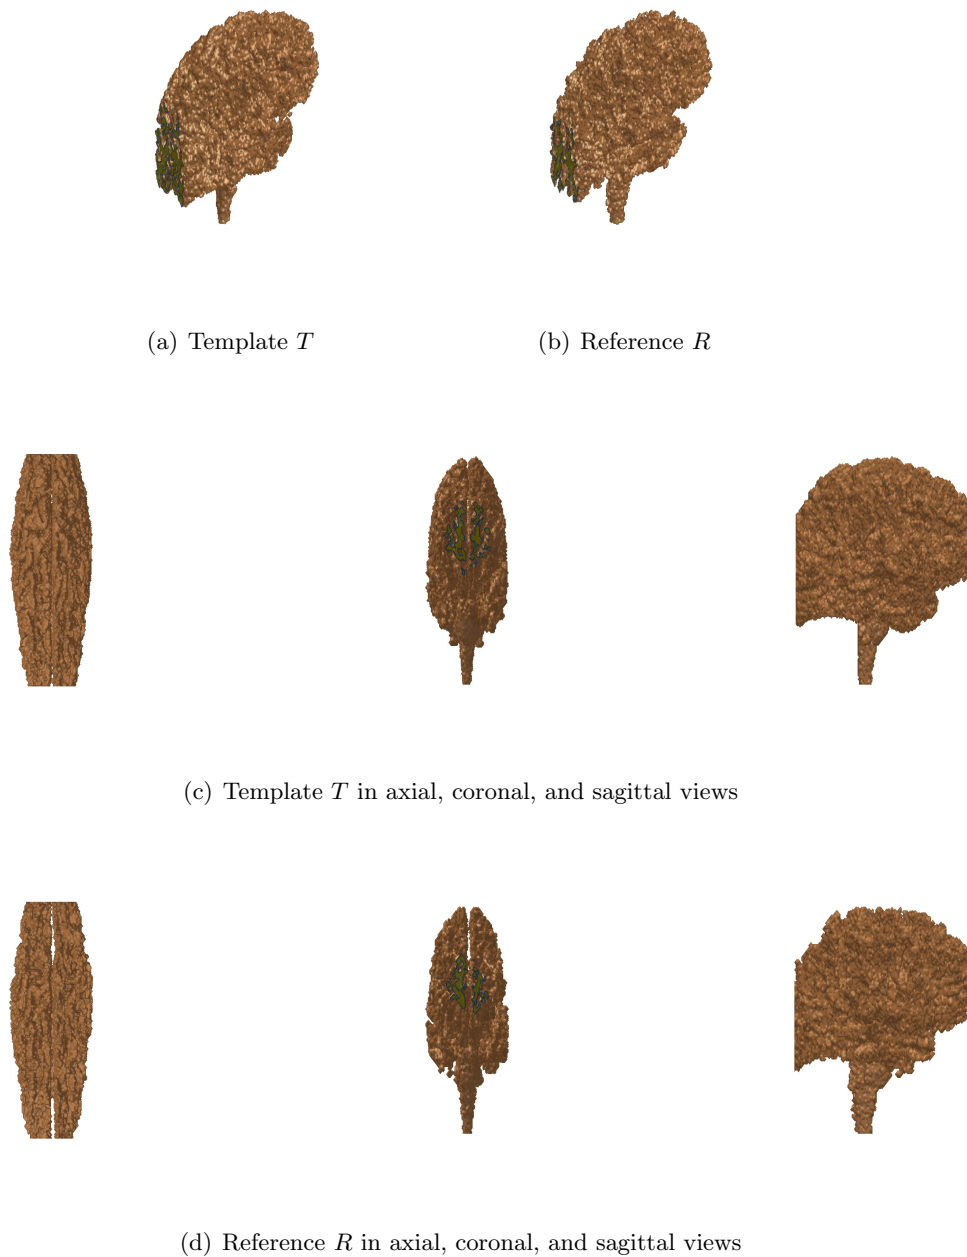 (a) Template T
(b) Reference R
(c) Template T in axial, coronal, and sagittal views
(d) Reference R in axial, coronal, and sagittal views